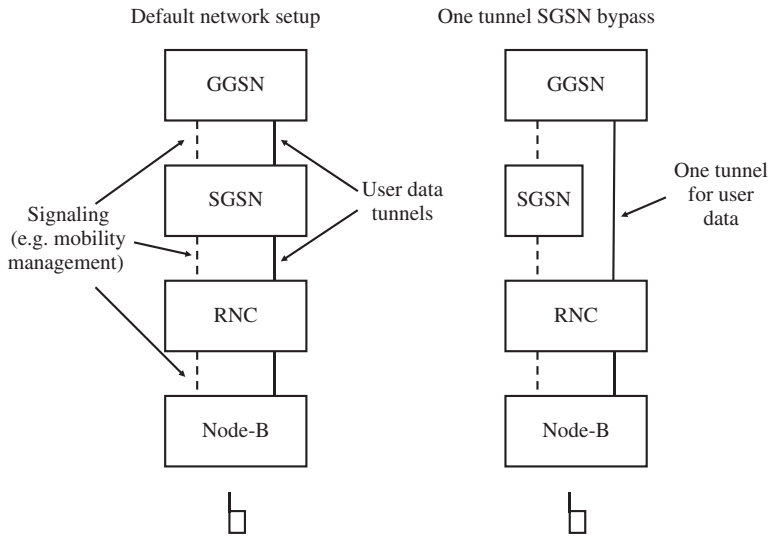 Default network setup
One tunnel SGSN bypass
GGSN
GGSN
SGSN
SGSN
User data
tunnels
One tunnel
for user
data
Signaling
(e.g. mobility
management)
RNC
RNC
Node-B
Node-B